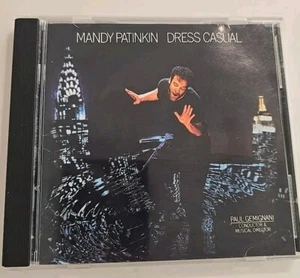 MANDY PATINKIN DRESS CASUAL
PAUL GEMIGNANI
CONDUCTOR &
MUSICAL DIRECTOR